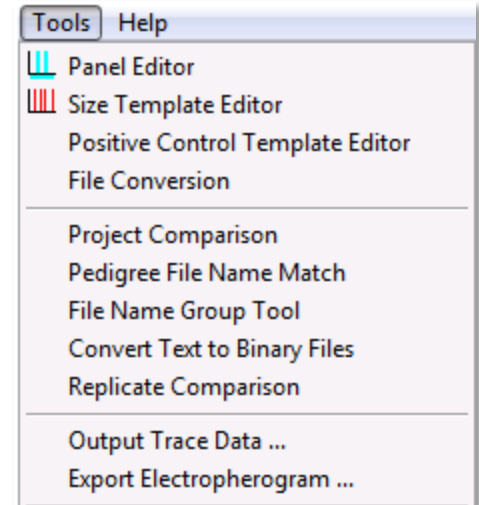 Tools Help
Panel Editor
Size Template Editor
Positive Control Template Editor
File Conversion
Project Comparison
Pedigree File Name Match
File Name Group Tool
Convert Text to Binary Files
Replicate Comparison
Output Trace Data ...
Export Electropherogram ...